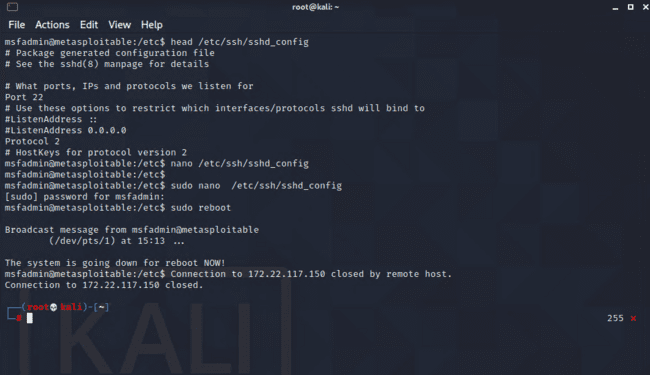 root@kali: ~
File Actions Edit View Help
msfadmin@metasploitable:/etc$ head /etc/ssh/sshd_config
# Package generated configuration file
# See the sshd(8) manpage for details
# What ports, IPs and protocols we listen for
Port 22
# Use these options to restrict which interfaces/protocols sshd will bind to
#ListenAddress ::
#ListenAddress 0.0.0.0
Protocol 2
# HostKeys for protocol version 2
msfadmin@metasploitable:/etc$ nano /etc/ssh/sshd_config
msfadmin@metasploitable:/etc$
msfadmin@metasploitable:/etc$ sudo nano  /etc/ssh/sshd_config
[sudo] password for msfadmin:
msfadmin@metasploitable:/etc$ sudo reboot
Broadcast message from msfadmin@metasploitable
        (/dev/pts/1) at 15:13 ...
The system is going down for reboot NOW!
msfadmin@metasploitable:/etc$ Connection to 172.22.117.150 closed by remote host.
Connection to 172.22.117.150 closed.
┌──(root💀kali)-[~]
└─# 255 ⨯
KALI